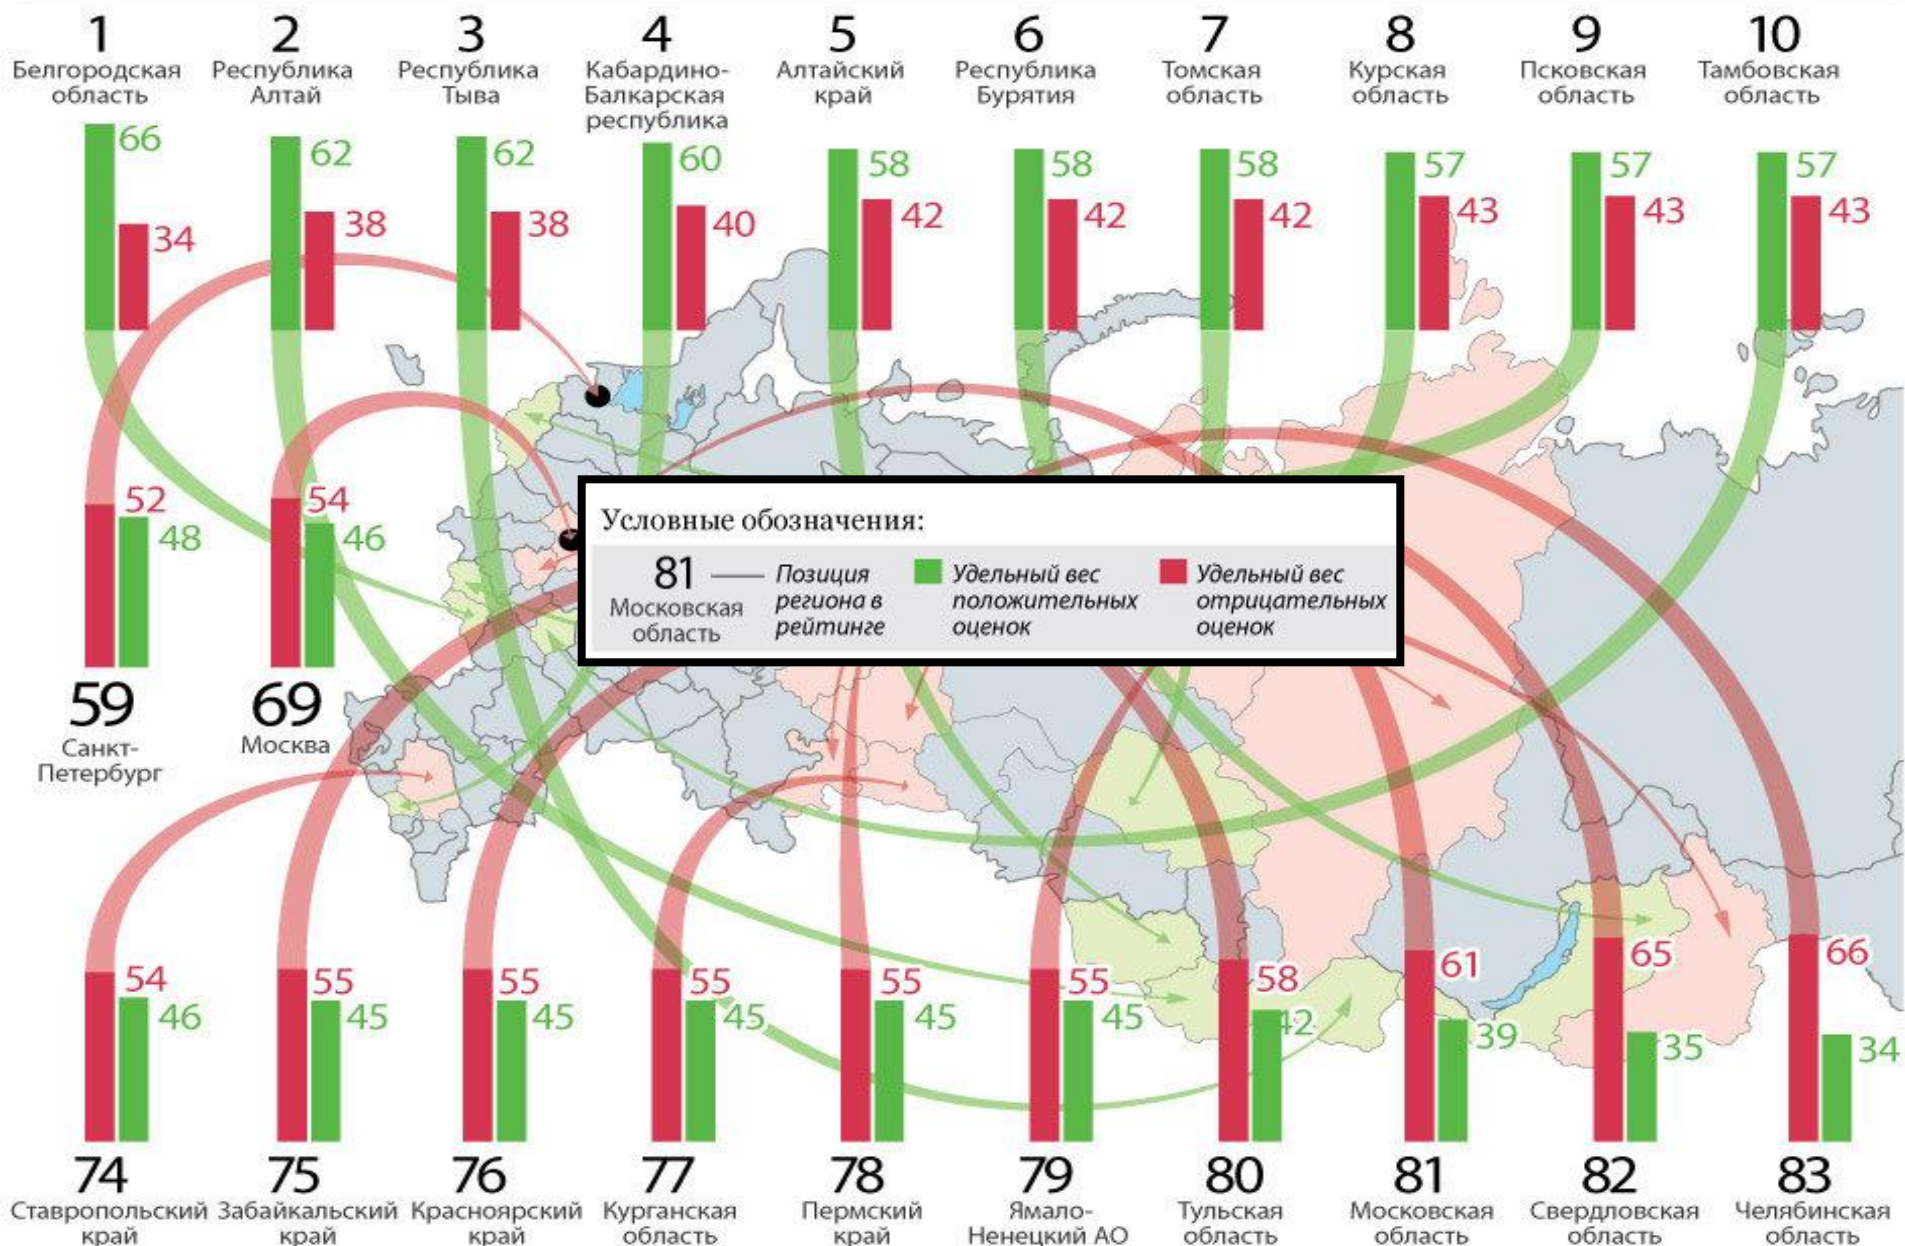 1
Белгородская
область
66
34
2
Республика
Алтай
62
38
3
Республика
Тыва
62
38
4
Кабардино-
Балкарская
республика
60
40
5
Алтайский
край
58
42
6
Республика
Бурятия
58
42
7
Томская
область
58
42
8
Курская
область
57
43
9
Псковская
область
57
43
10
Тамбовская
область
57
43
52
48
59
Санкт-
Петербург
54
46
69
Москва
Условные обозначения:
81
Московская
область
Позиция
региона в
рейтинге
Удельный вес
положительных
оценок
Удельный вес
отрицательных
оценок
54
46
74
Ставропольский
край
55
45
75
Забайкальский
край
55
45
76
Красноярский
край
55
45
77
Курганская
область
55
45
78
Пермский
край
55
45
79
Ямало-
Ненецкий АО
58
42
80
Тульская
область
61
39
81
Московская
область
65
35
82
Свердловская
область
66
34
83
Челябинская
область